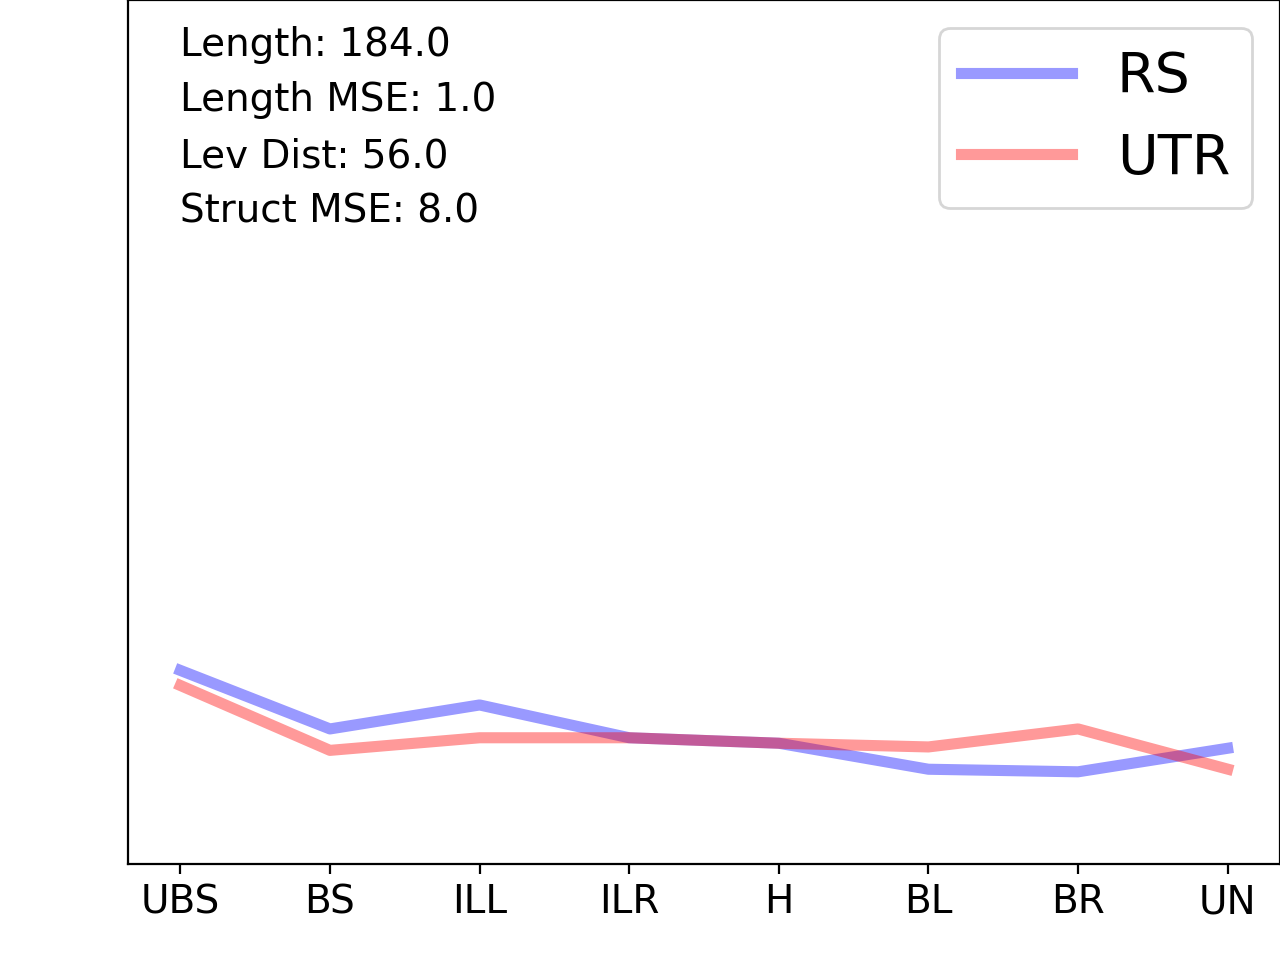 Length: 184.0
Length MSE: 1.0
Lev Dist: 56.0
Struct MSE: 8.0
RS
UTR
UBS BS ILL ILR H BL BR UN